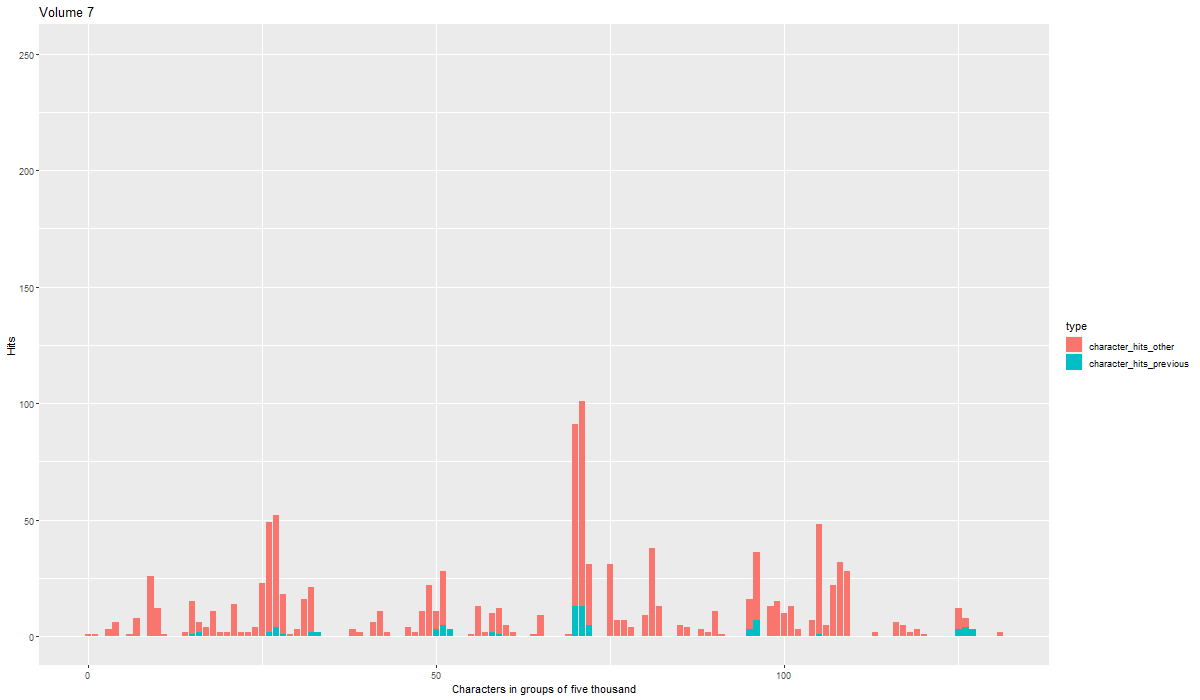 Volume 7
250
200
150
100
50
0
Hits
0
50
100
Characters in groups of five thousand
type
character_hits_other
character_hits_previous